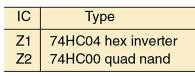 IC Type
Z1 74HC04 hex inverter
Z2 74HC00 quad nand